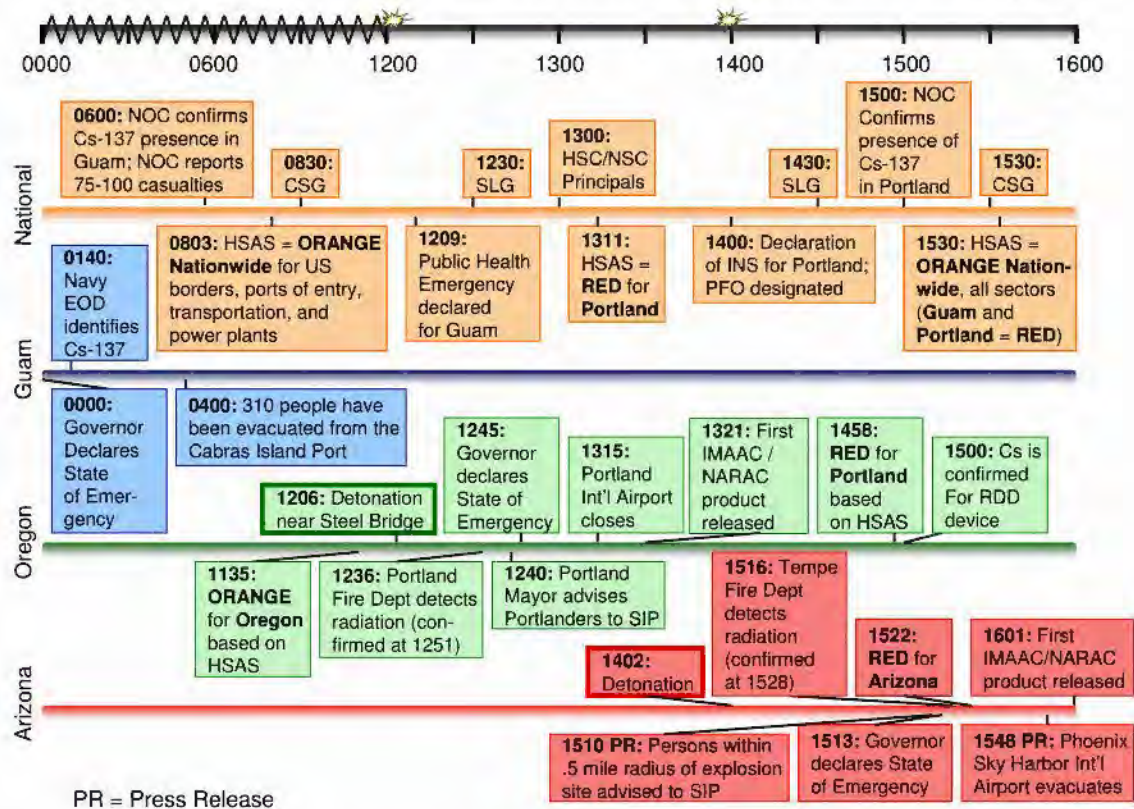 0000 0600 1200 1300 1400 1500 1600
National
0600: NOC confirms
Cs-137 presence in
Guam; NOC reports
75-100 casualties
0830:
CSG
1230:
SLG
1300:
HSC/NSC
Principals
1430:
SLG
1500: NOC
Confirms
presence of
Cs-137
in Portland
1530:
CSG
0803: HSAS = ORANGE
Nationwide for US
borders, ports of entry,
transportation, and
power plants
1209:
Public Health
Emergency
declared
for Guam
1311:
HSAS =
RED for
Portland
1400: Declaration
of INS for Portland;
PFO designated
1530: HSAS =
ORANGE Nation-
wide, all sectors
(Guam and
Portland = RED)
Guam
0140:
Navy
EOD
identifies
Cs-137
0000:
Governor
Declares
State
of Emer-
gency
0400: 310 people have
been evacuated from the
Cabras Island Port
Oregon
1206: Detonation
near Steel Bridge
1245:
Governor
declares
State of
Emergency
1315:
Portland
Int'l Airport
closes
1321: First
IMAAC /
NARAC
product
released
1458:
RED for
Portland
based
on HSAS
1500: Cs is
confirmed
For RDD
device
1135:
ORANGE
for Oregon
based on
HSAS
1236: Portland
Fire Dept detects
radiation (con-
firmed at 1251)
1240: Portland
Mayor advises
Portlanders to SIP
Arizona
1402:
Detonation
1516: Tempe
Fire Dept
detects
radiation
(confirmed
at 1528)
1522:
RED for
Arizona
1601: First
IMAAC/NARAC
product released
1510 PR: Persons within
.5 mile radius of explosion
site advised to SIP
1513: Governor
declares State
of Emergency
1548 PR: Phoenix
Sky Harbor Int'l
Airport evacuates
PR = Press Release